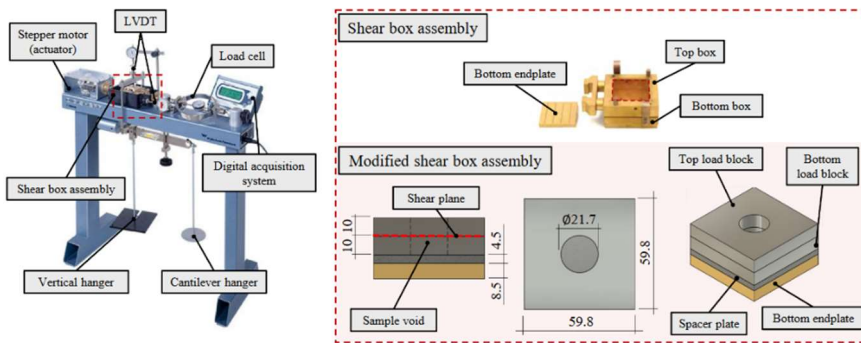 LVDT
Stepper motor
(actuator)
Load cell
Shear box assembly
Digital acquisition
system
Vertical hanger
Cantilever hanger
Shear box assembly
Top box
Bottom endplate
Bottom box
Modified shear box assembly
Top load block
Bottom
load block
Shear plane
10
10
4.5
8.5
Ø21.7
59.8
59.8
Sample void
Spacer plate
Bottom endplate